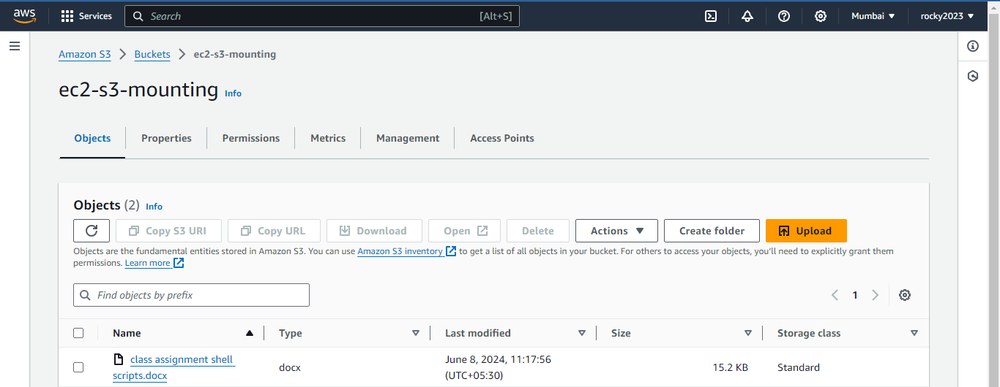 aws Services Search [Alt+S] Mumbai rocky2023
Amazon S3 Buckets ec2-s3-mounting
ec2-s3-mounting Info
Objects Properties Permissions Metrics Management Access Points
Objects (2) Info
Copy S3 URI Copy URL Download Open Delete Actions Create folder Upload
Objects are the fundamental entities stored in Amazon S3. You can use Amazon S3 inventory to get a list of all objects in your bucket. For others to access your objects, you'll need to explicitly grant them
permissions. Learn more
Find objects by prefix 1
Name Type Last modified Size Storage class
class assignment shell
scripts.docx
docx
June 8, 2024, 11:17:56
(UTC+05:30)
15.2 KB
Standard